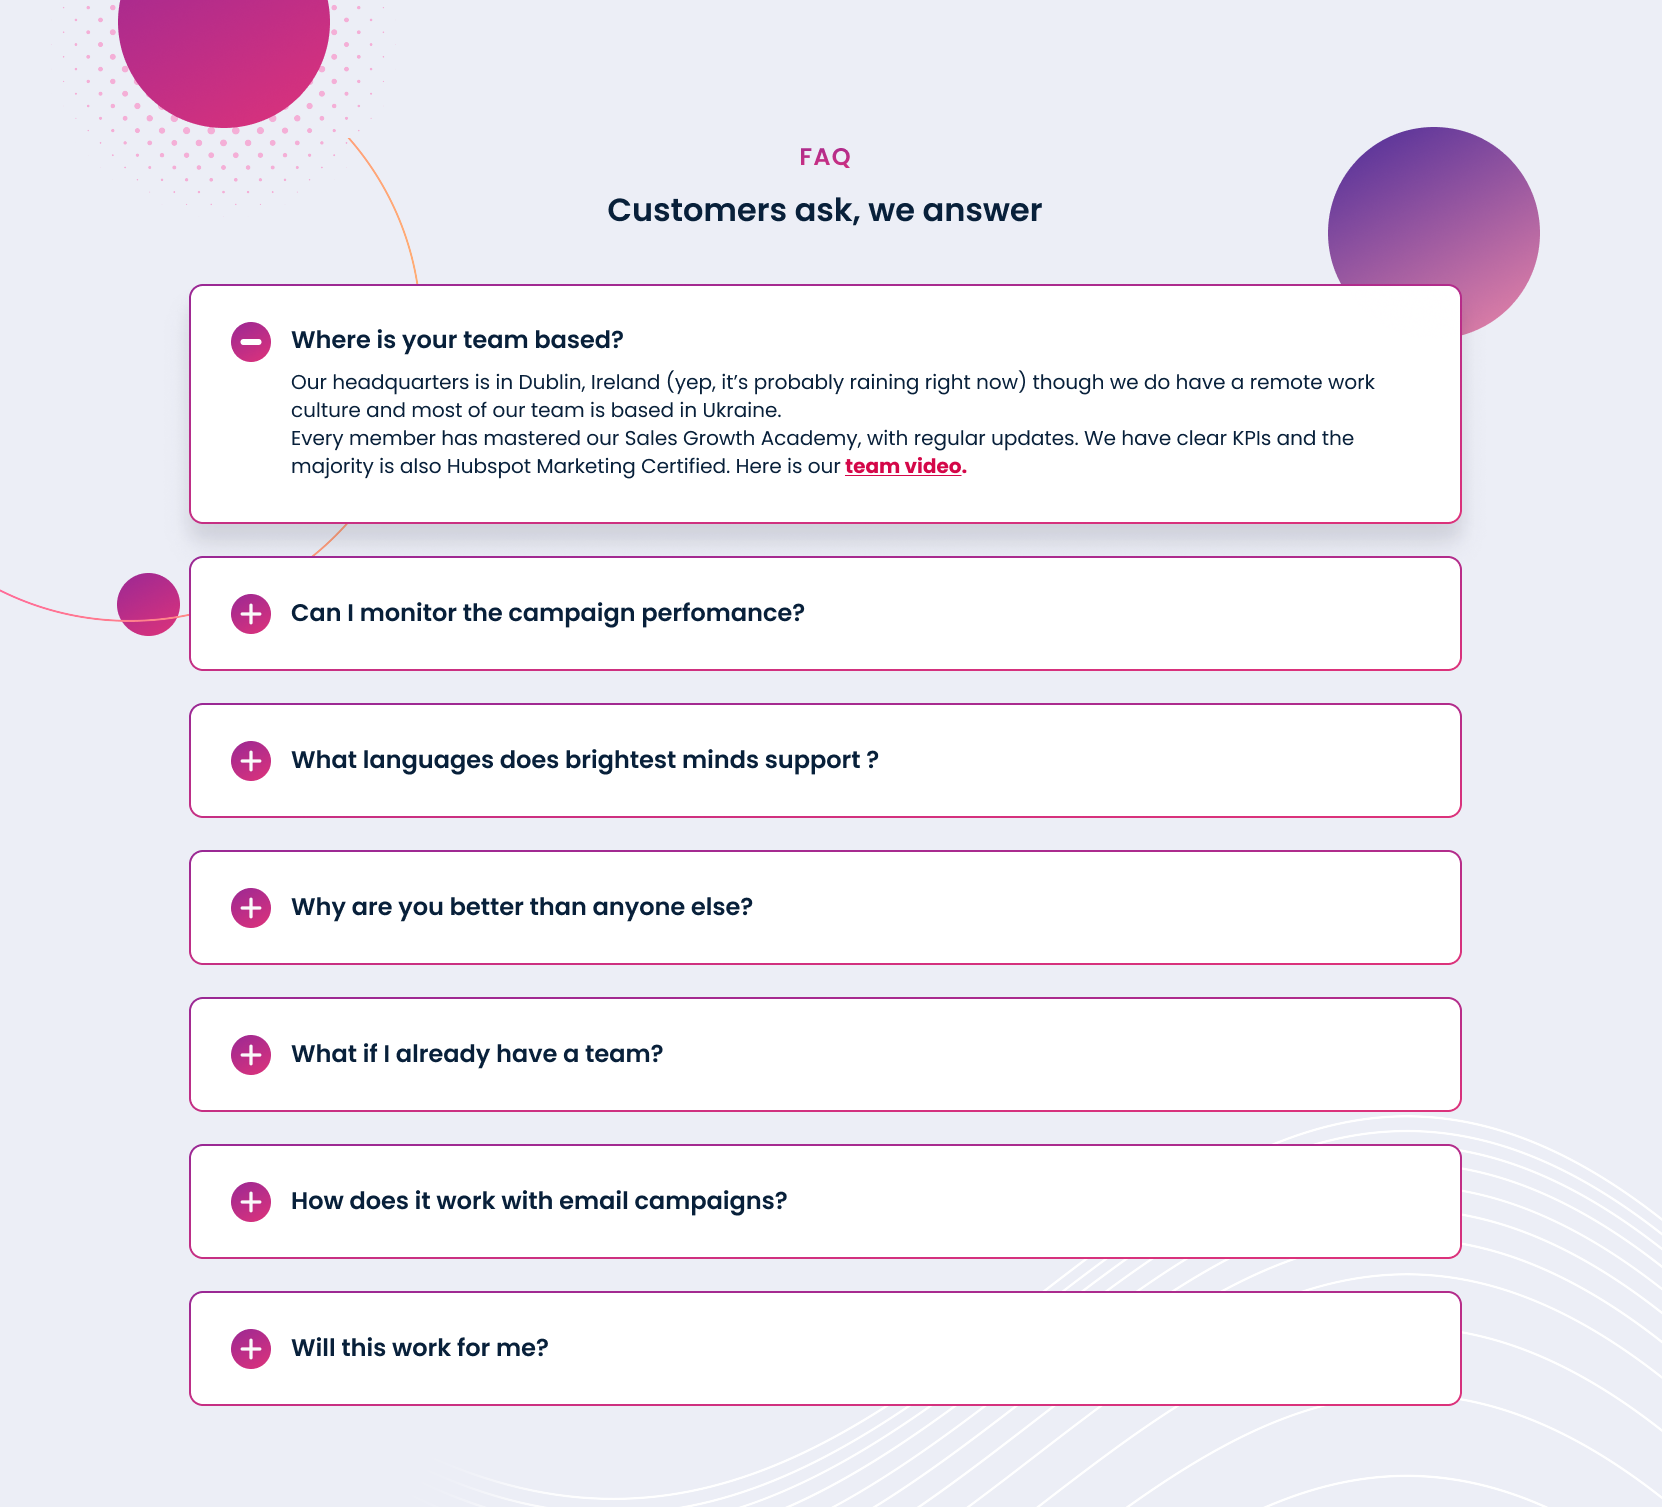 FAQ
Customers ask, we answer
Where is your team based?
Our headquarters is in Dublin, Ireland (yep, it’s probably raining right now) though we do have a remote work
culture and most of our team is based in Ukraine.
Every member has mastered our Sales Growth Academy, with regular updates. We have clear KPIs and the
majority is also Hubspot Marketing Certified. Here is our team video.
Can I monitor the campaign perfomance?
What languages does brightest minds support ?
Why are you better than anyone else?
What if I already have a team?
How does it work with email campaigns?
Will this work for me?